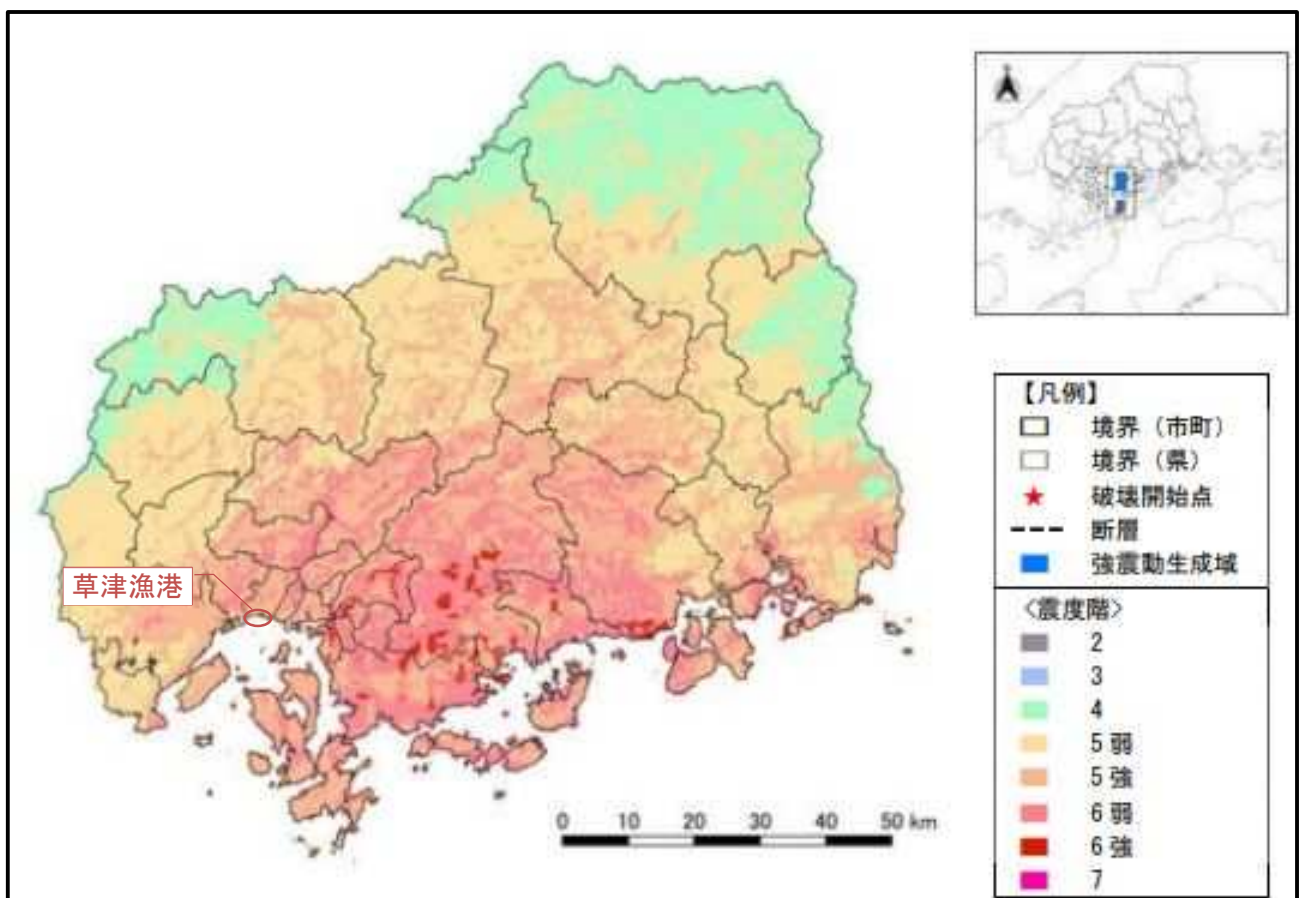 草津漁港
0 10 20 30 40 50 km
【凡例】
境界（市町）
境界（県）
破壊開始点
断層
強震動生成域
<震度階>
2
3
4
5 弱
5 強
6 弱
6 強
7